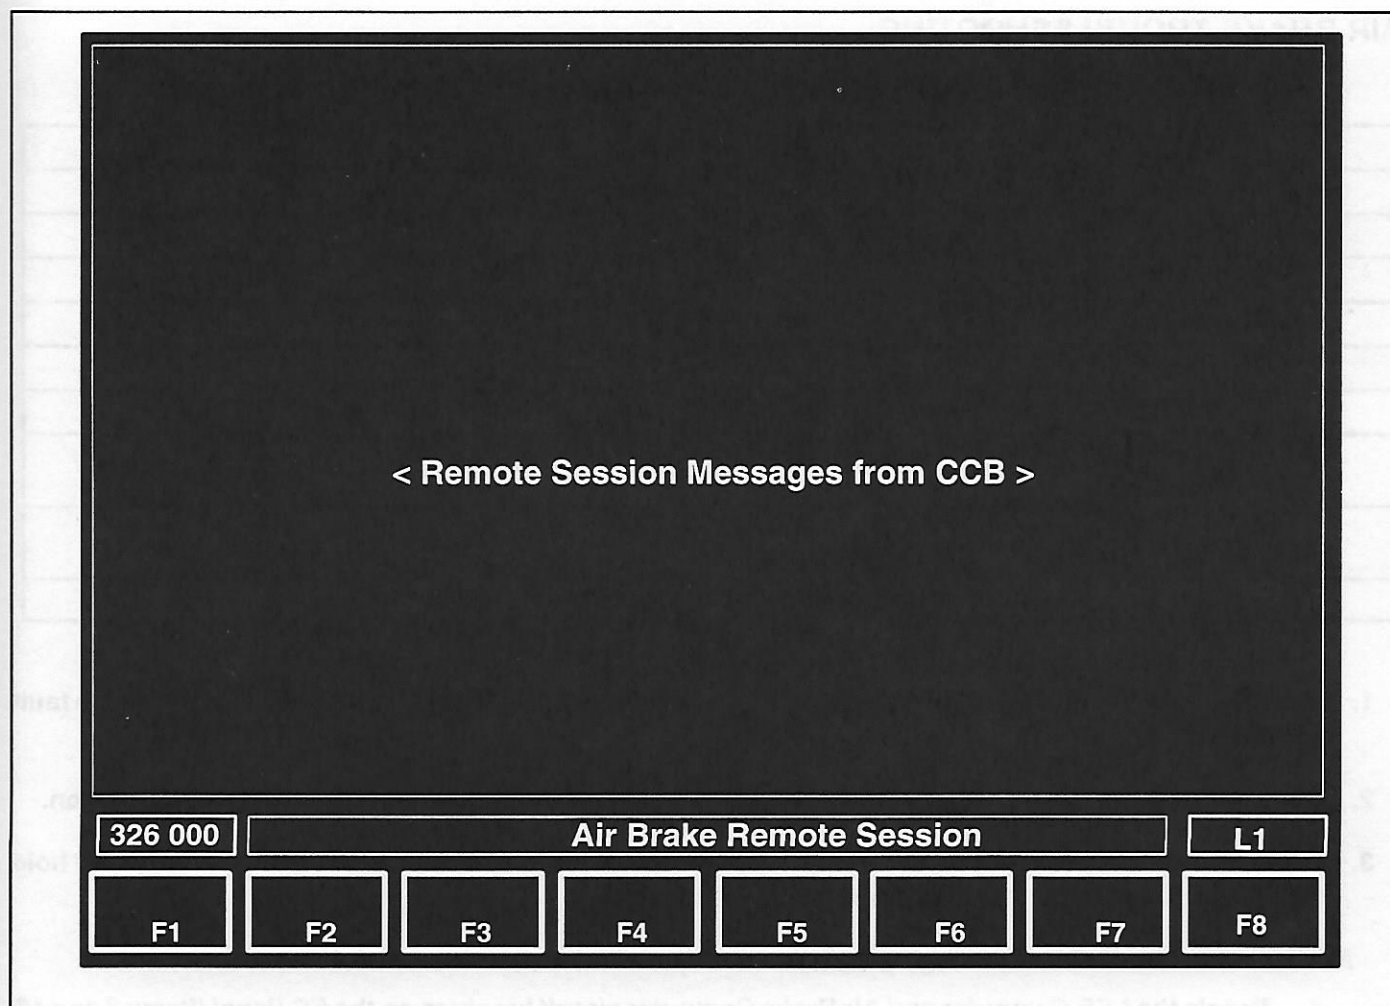 < Remote Session Messages from CCB >
326 000
Air Brake Remote Session
L1
F1
F2
F3
F4
F5
F6
F7
F8